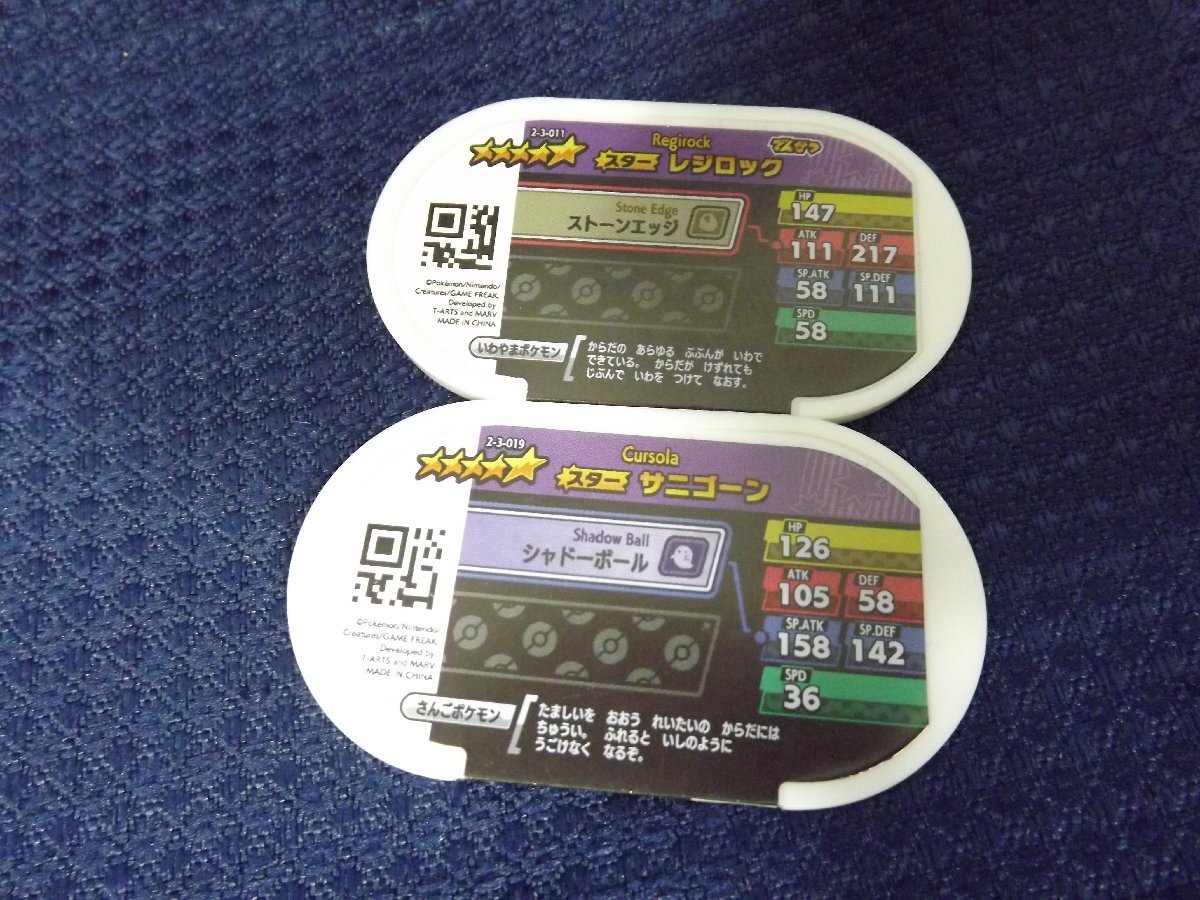 2-3-011
Regirock
スター レジロック
Stone Edge
ストーンエッジ
HP
147
ATK
111
DEF
217
SP.ATK
58
SP.DEF
111
SPD
58
©Pokémon/Nintendo/
Creatures/GAME FREAK,
Developed by
T-ARTS and MARV
MADE IN CHINA
いわやまポケモン
からだの あらゆる ぶぶんが いわで
できている。 からだが けずれても
じぶんで いわを つけて なおす。
2-3-019
Cursola
スター サニゴーン
Shadow Ball
シャドーボール
HP
126
ATK
105
DEF
58
SP.ATK
158
SP.DEF
142
SPD
36
©Pokémon/Nintendo/
Creatures/GAME FREAK,
Developed by
T-ARTS and MARV
MADE IN CHINA
さんごポケモン
たましいを おおう れいたいの からだには
ちゅうい。 ふれると いしのように
うごけなく なるぞ。